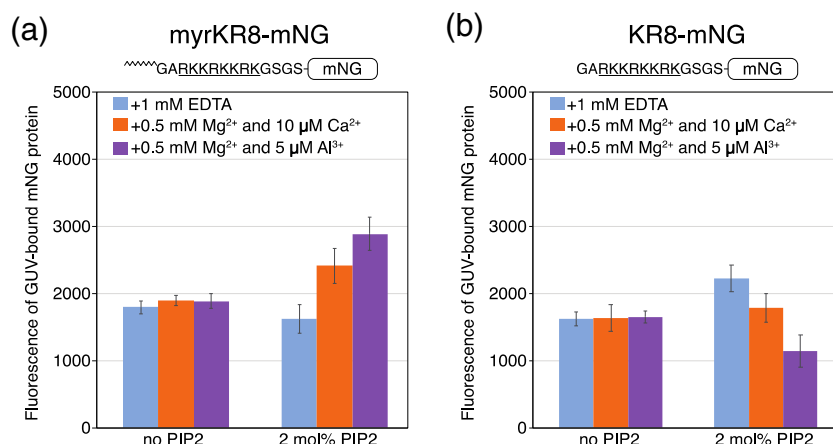 (a)
myrKR8-mNG
GARKKRKKRKGSGS- mNG
5000
4000
3000
2000
1000
0
Fluorescence of GUV-bound mNG protein
+1 mM EDTA
+0.5 mM Mg²⁺ and 10 µM Ca²⁺
+0.5 mM Mg²⁺ and 5 µM Al³⁺
no PIP2
2 mol% PIP2
(b)
KR8-mNG
GARKKRKKRKGSGS- mNG
5000
4000
3000
2000
1000
0
Fluorescence of GUV-bound mNG protein
+1 mM EDTA
+0.5 mM Mg²⁺ and 10 µM Ca²⁺
+0.5 mM Mg²⁺ and 5 µM Al³⁺
no PIP2
2 mol% PIP2